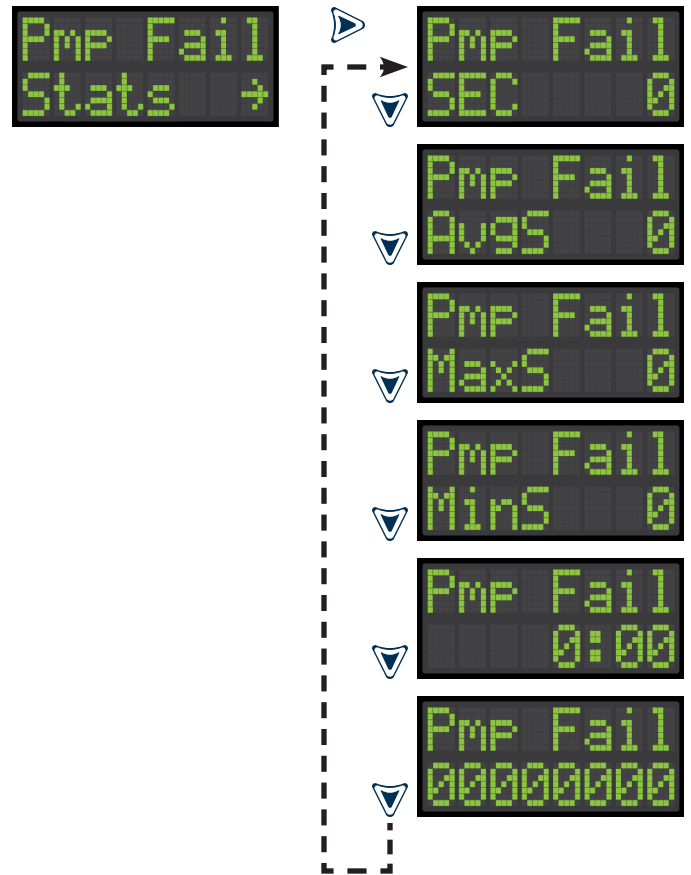 Pmp Fail
Stats →
Pmp Fail
SEC 0
Pmp Fail
AvgS 0
Pmp Fail
MaxS 0
Pmp Fail
MinS 0
Pmp Fail
0:00
Pmp Fail
00000000